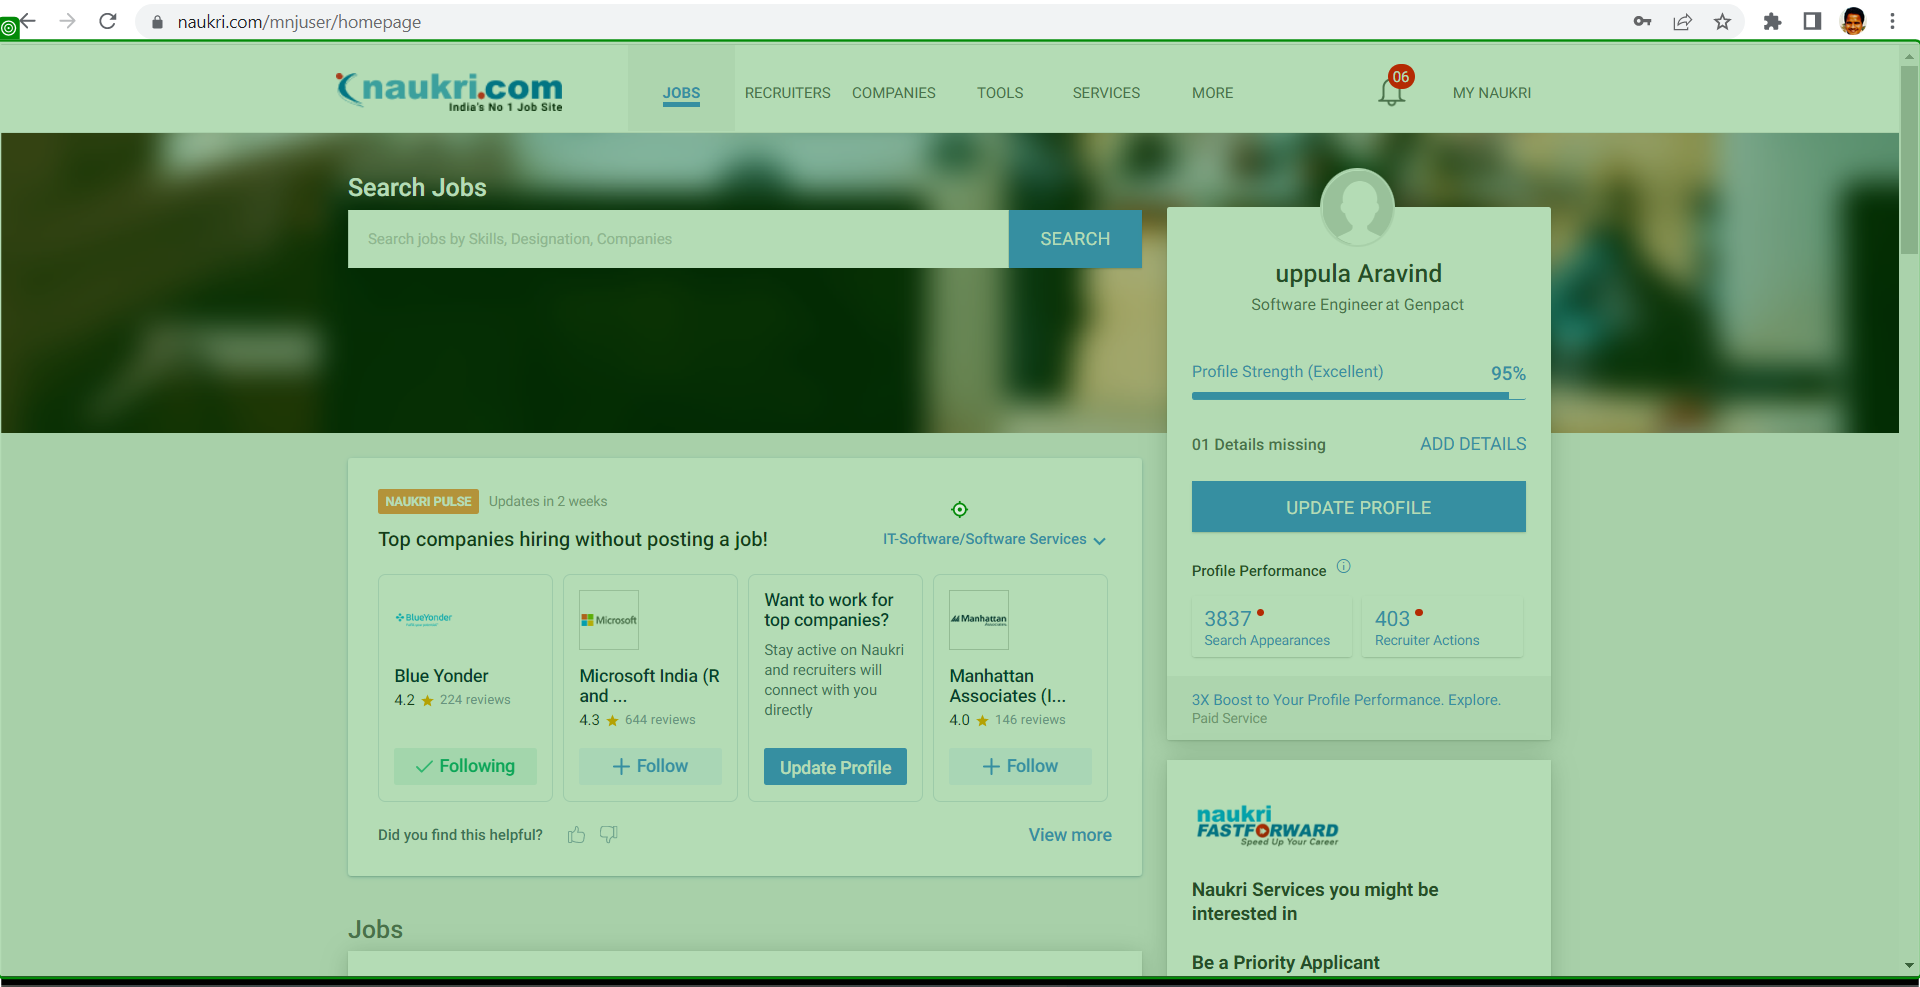 naukri.com/mnjuser/homepage
naukri.com
India's No 1 Job Site
JOBS
RECRUITERS
COMPANIES
TOOLS
SERVICES
MORE
06
MY NAUKRI
Search Jobs
Search jobs by Skills, Designation, Companies
SEARCH
uppula Aravind
Software Engineer at Genpact
Profile Strength (Excellent)
95%
01 Details missing
ADD DETAILS
UPDATE PROFILE
Profile Performance
3837
Search Appearances
403
Recruiter Actions
3X Boost to Your Profile Performance. Explore.
Paid Service
NAUKRI PULSE
Updates in 2 weeks
Top companies hiring without posting a job!
IT-Software/Software Services
BlueYonder
Blue Yonder
4.2 224 reviews
Following
Microsoft
Microsoft India (R
and ...
4.3 644 reviews
Follow
Want to work for
top companies?
Stay active on Naukri
and recruiters will
connect with you
directly
Update Profile
Manhattan
Associates
Manhattan
Associates (I...
4.0 146 reviews
Follow
Did you find this helpful?
View more
naukri
FASTFORWARD
Speed Up Your Career
Naukri Services you might be
interested in
Be a Priority Applicant
Jobs